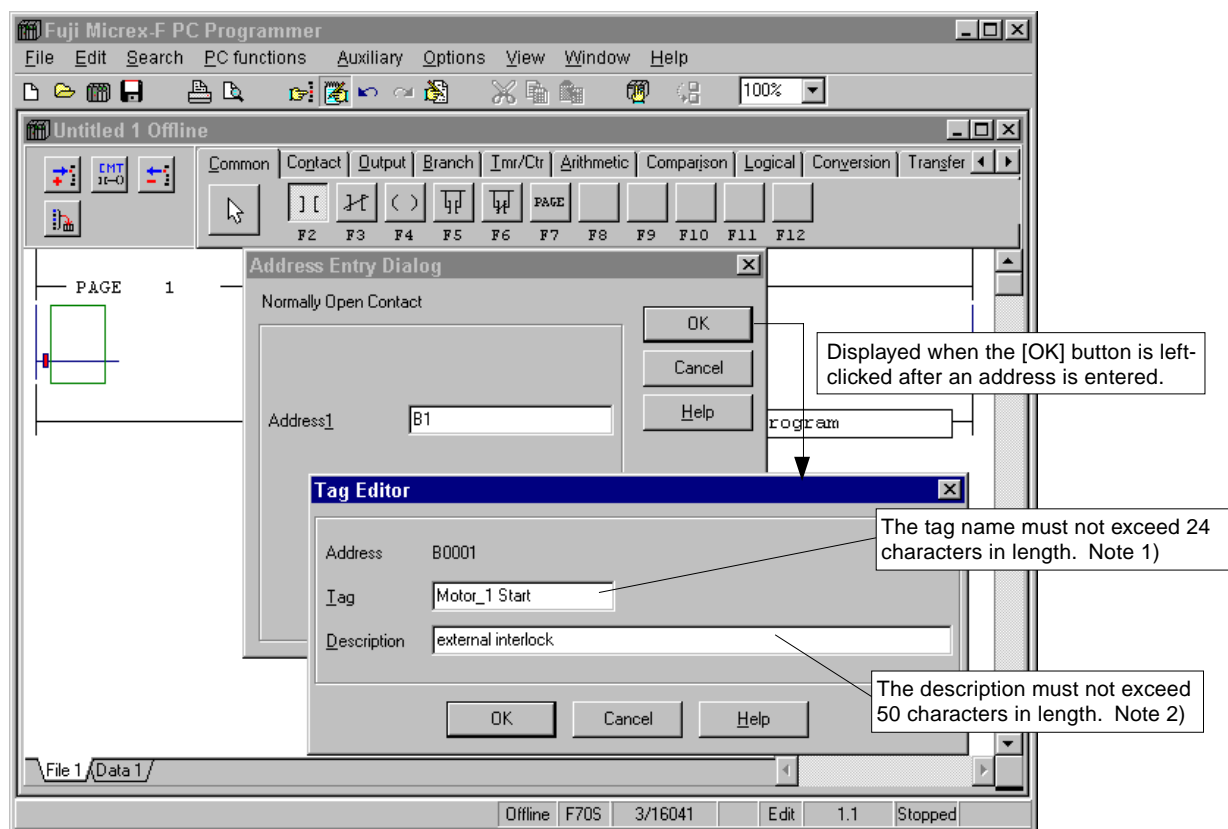 Fuji Micrex-F PC Programmer
File Edit Search PC functions Auxiliary Options View Window Help
100%
Untitled 1 Offline
CMT
Common Contact Output Branch Tmr/Ctr Arithmetic Comparison Logical Conversion Transfer
PAGE
F2 F3 F4 F5 F6 F7 F8 F9 F10 F11 F12
PAGE 1
Address Entry Dialog
Normally Open Contact
OK
Cancel
Help
Address1 B1
rogram
Displayed when the [OK] button is left-
clicked after an address is entered.
Tag Editor
Address B0001
Tag Motor_1 Start
Description external interlock
OK Cancel Help
The tag name must not exceed 24
characters in length. Note 1)
The description must not exceed
50 characters in length. Note 2)
File 1 Data 1
Offline F70S 3/16041 Edit 1.1 Stopped